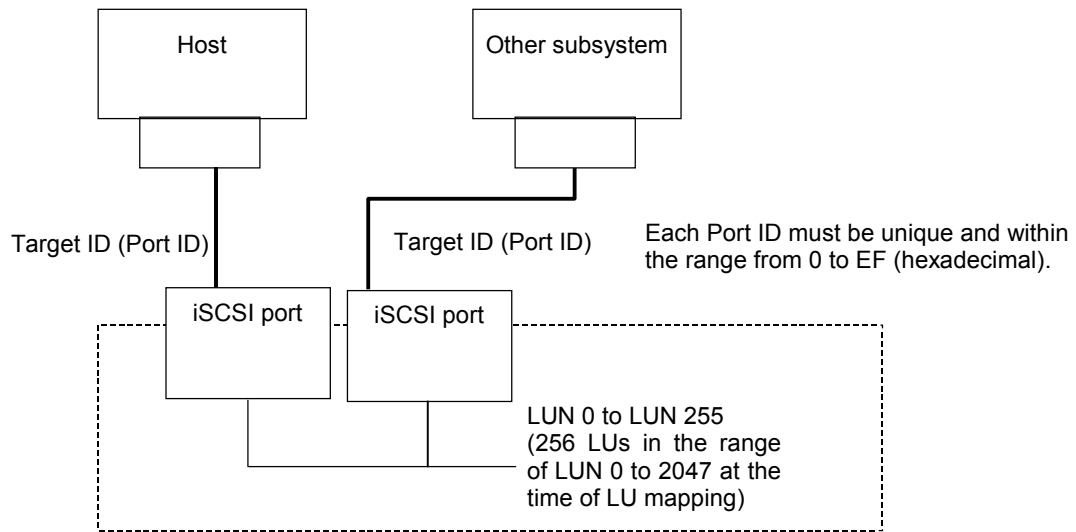 Host
Other subsystem
Target ID (Port ID)
Target ID (Port ID)
Each Port ID must be unique and within
the range from 0 to EF (hexadecimal).
iSCSI port
iSCSI port
LUN 0 to LUN 255
(256 LUs in the range
of LUN 0 to 2047 at the
time of LU mapping)